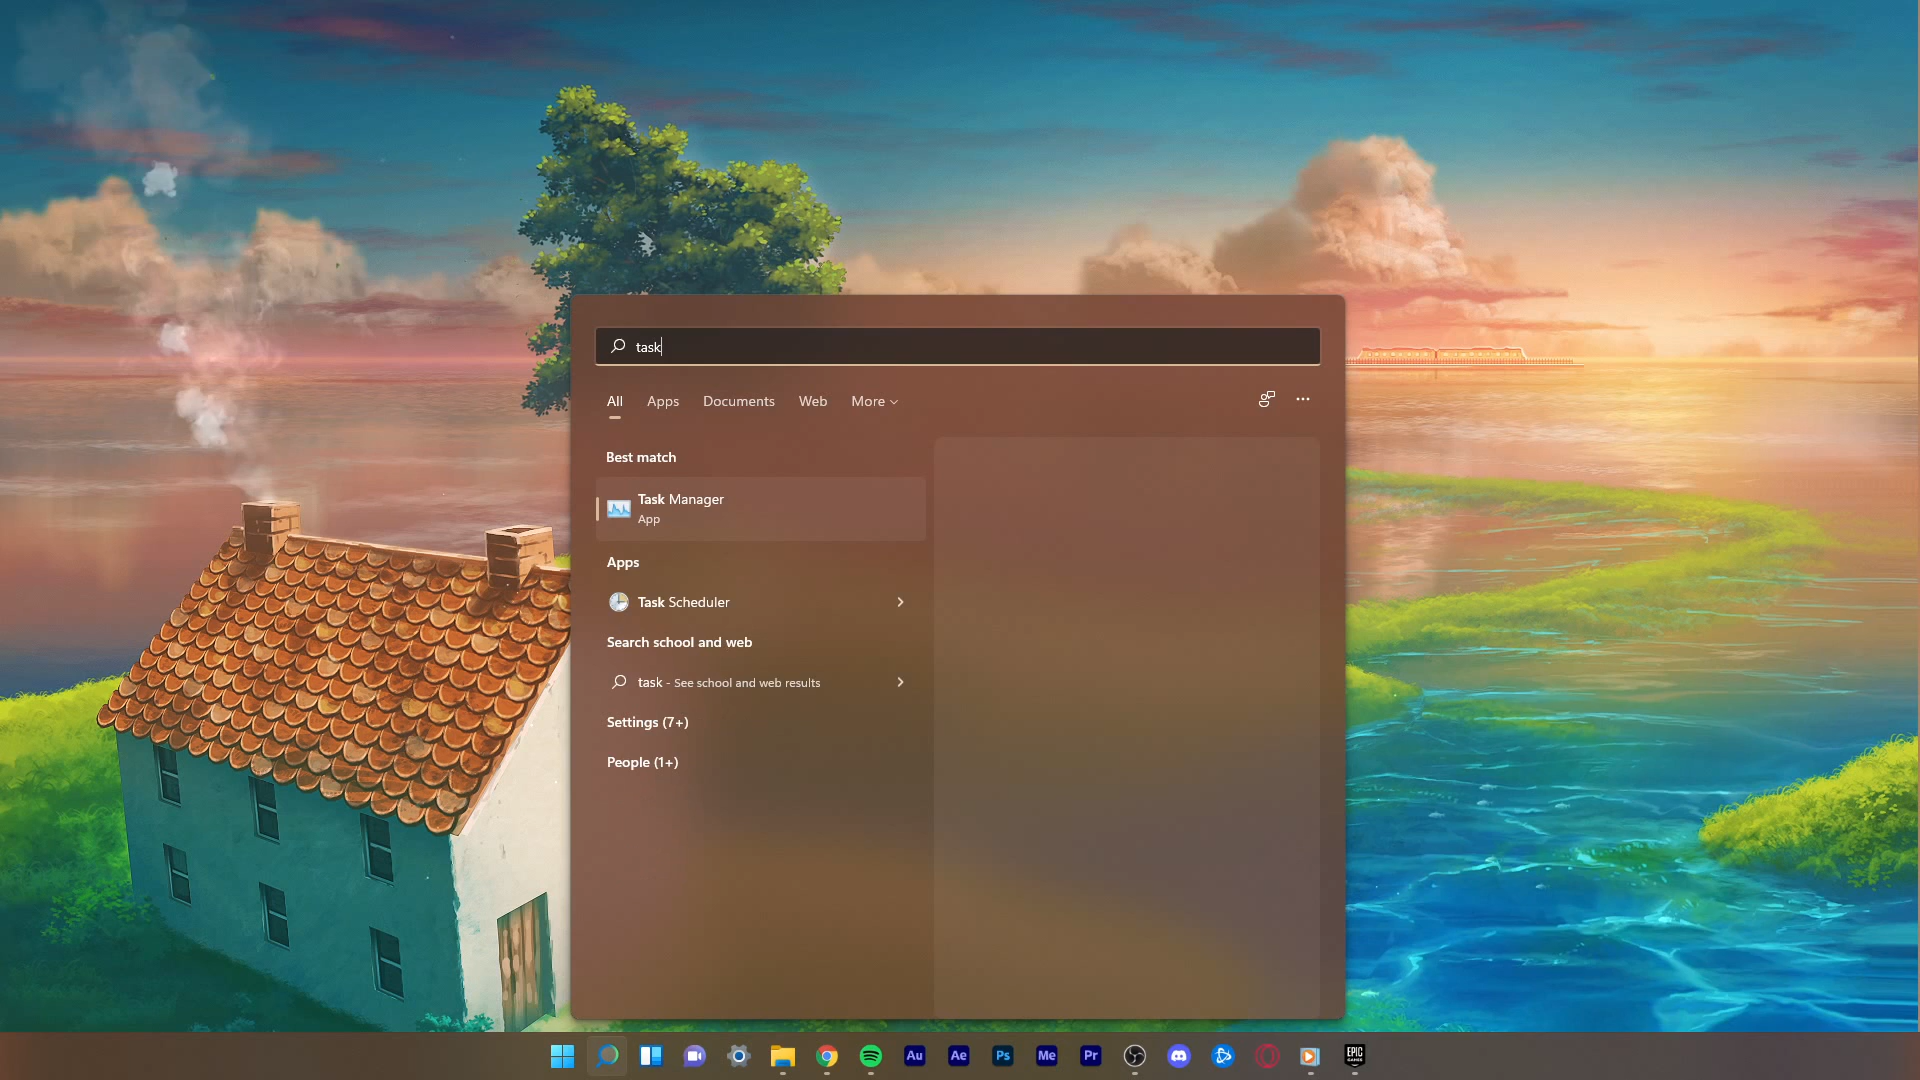 task
All Apps Documents Web More
Best match
Task Manager
App
Apps
Task Scheduler
Search school and web
task - See school and web results
Settings (7+)
People (1+)
Au Ae Ps Me Pr EPIC GAMES